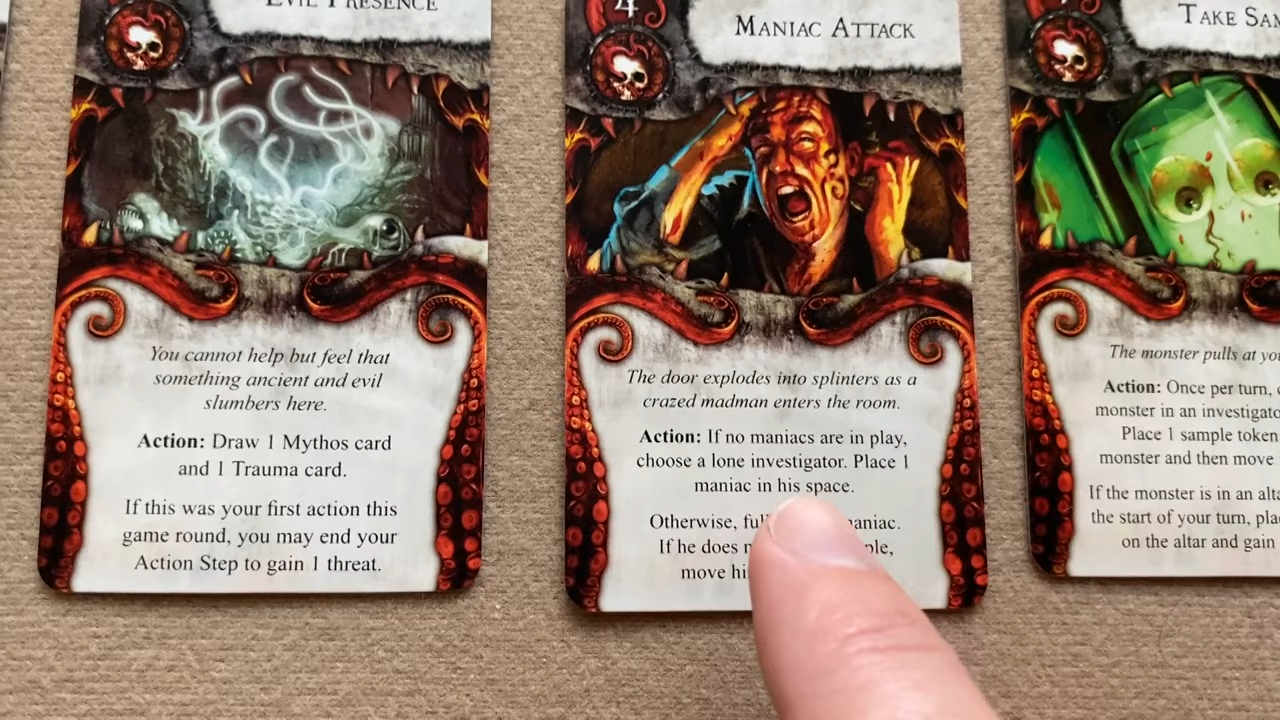 EVIL PRESENCE
You cannot help but feel that
something ancient and evil
slumbers here.
Action: Draw 1 Mythos card
and 1 Trauma card.
If this was your first action this
game round, you may end your
Action Step to gain 1 threat.
4
MANIAC ATTACK
The door explodes into splinters as a
crazed madman enters the room.
Action: If no maniacs are in play,
choose a lone investigator. Place 1
maniac in his space.
Otherwise, maniac.
If he does
move
TAKE
The monster pulls at
Action: Once per turn,
monster in an
Place 1 sample token
monster and then move
If the monster is in an
the start of your turn,
on the altar and gain